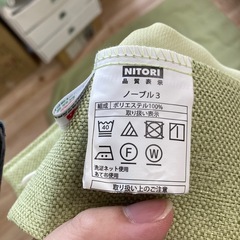 NITORI
品質表示
ノーブル3
組成 ポリエステル100%
取り扱い表示
40
F W
洗濯ネット使用
あて布使用
取り扱い上のご注意